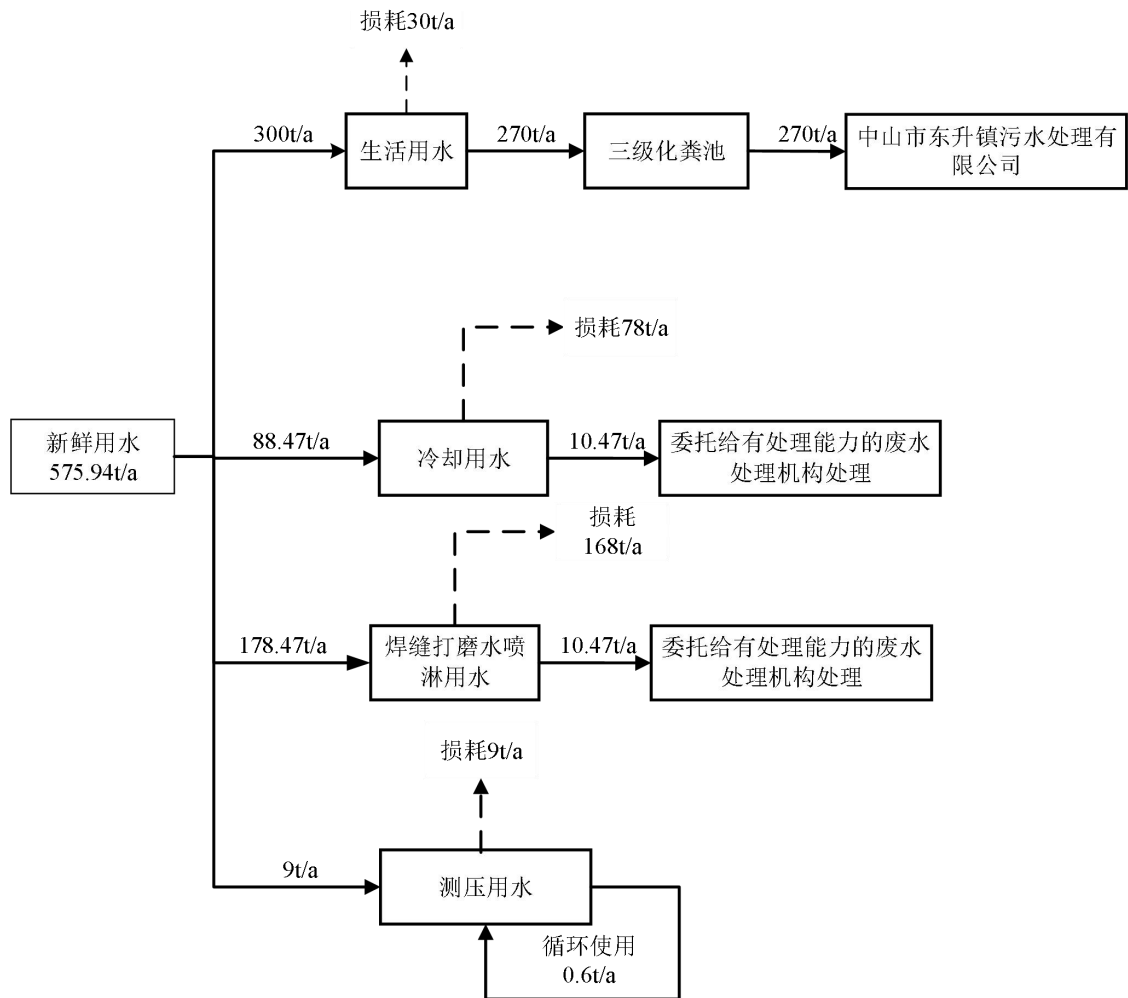 损耗30t/a
300t/a
生活用水
270t/a
三级化粪池
270t/a
中山市东升镇污水处理有
限公司
损耗78t/a
新鲜用水
575.94t/a
88.47t/a
冷却用水
10.47t/a
委托给有处理能力的废水
处理机构处理
损耗
168t/a
178.47t/a
焊缝打磨水喷
淋用水
10.47t/a
委托给有处理能力的废水
处理机构处理
损耗9t/a
9t/a
测压用水
循环使用
0.6t/a